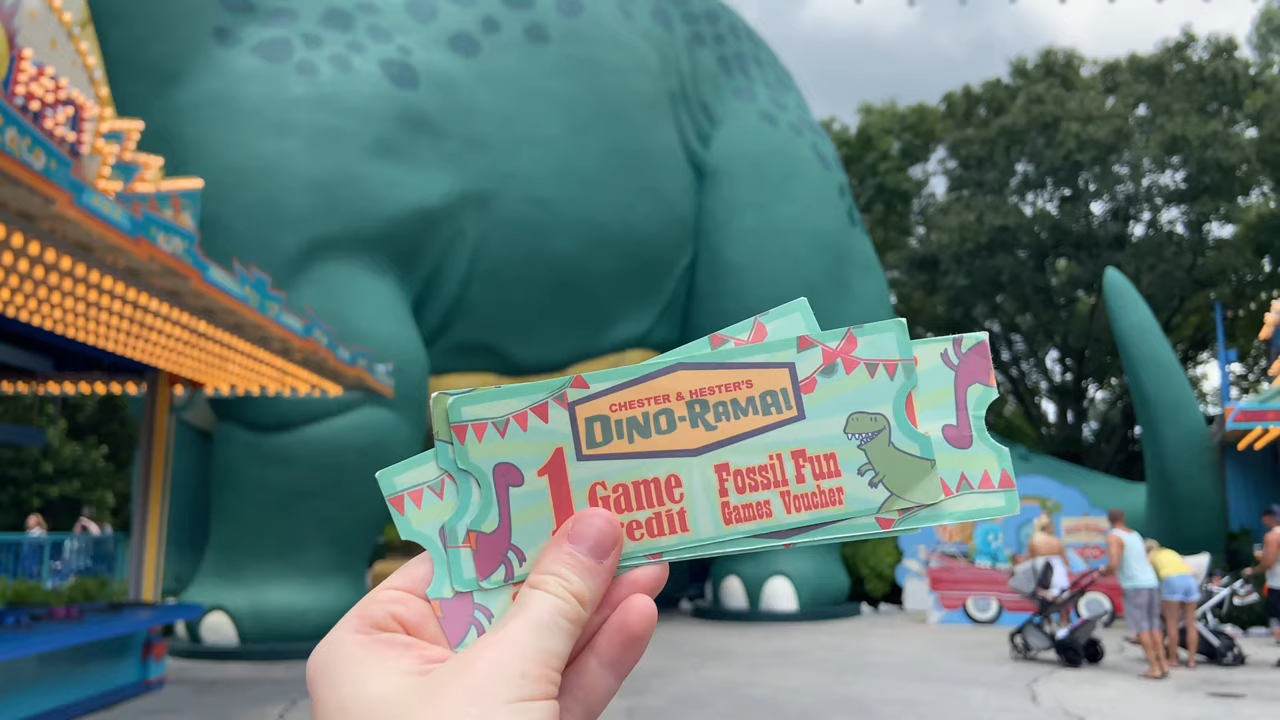 CHESTER & HESTER'S
DINO-RAMA!
1 Game
Credit
Fossil Fun
Games Voucher